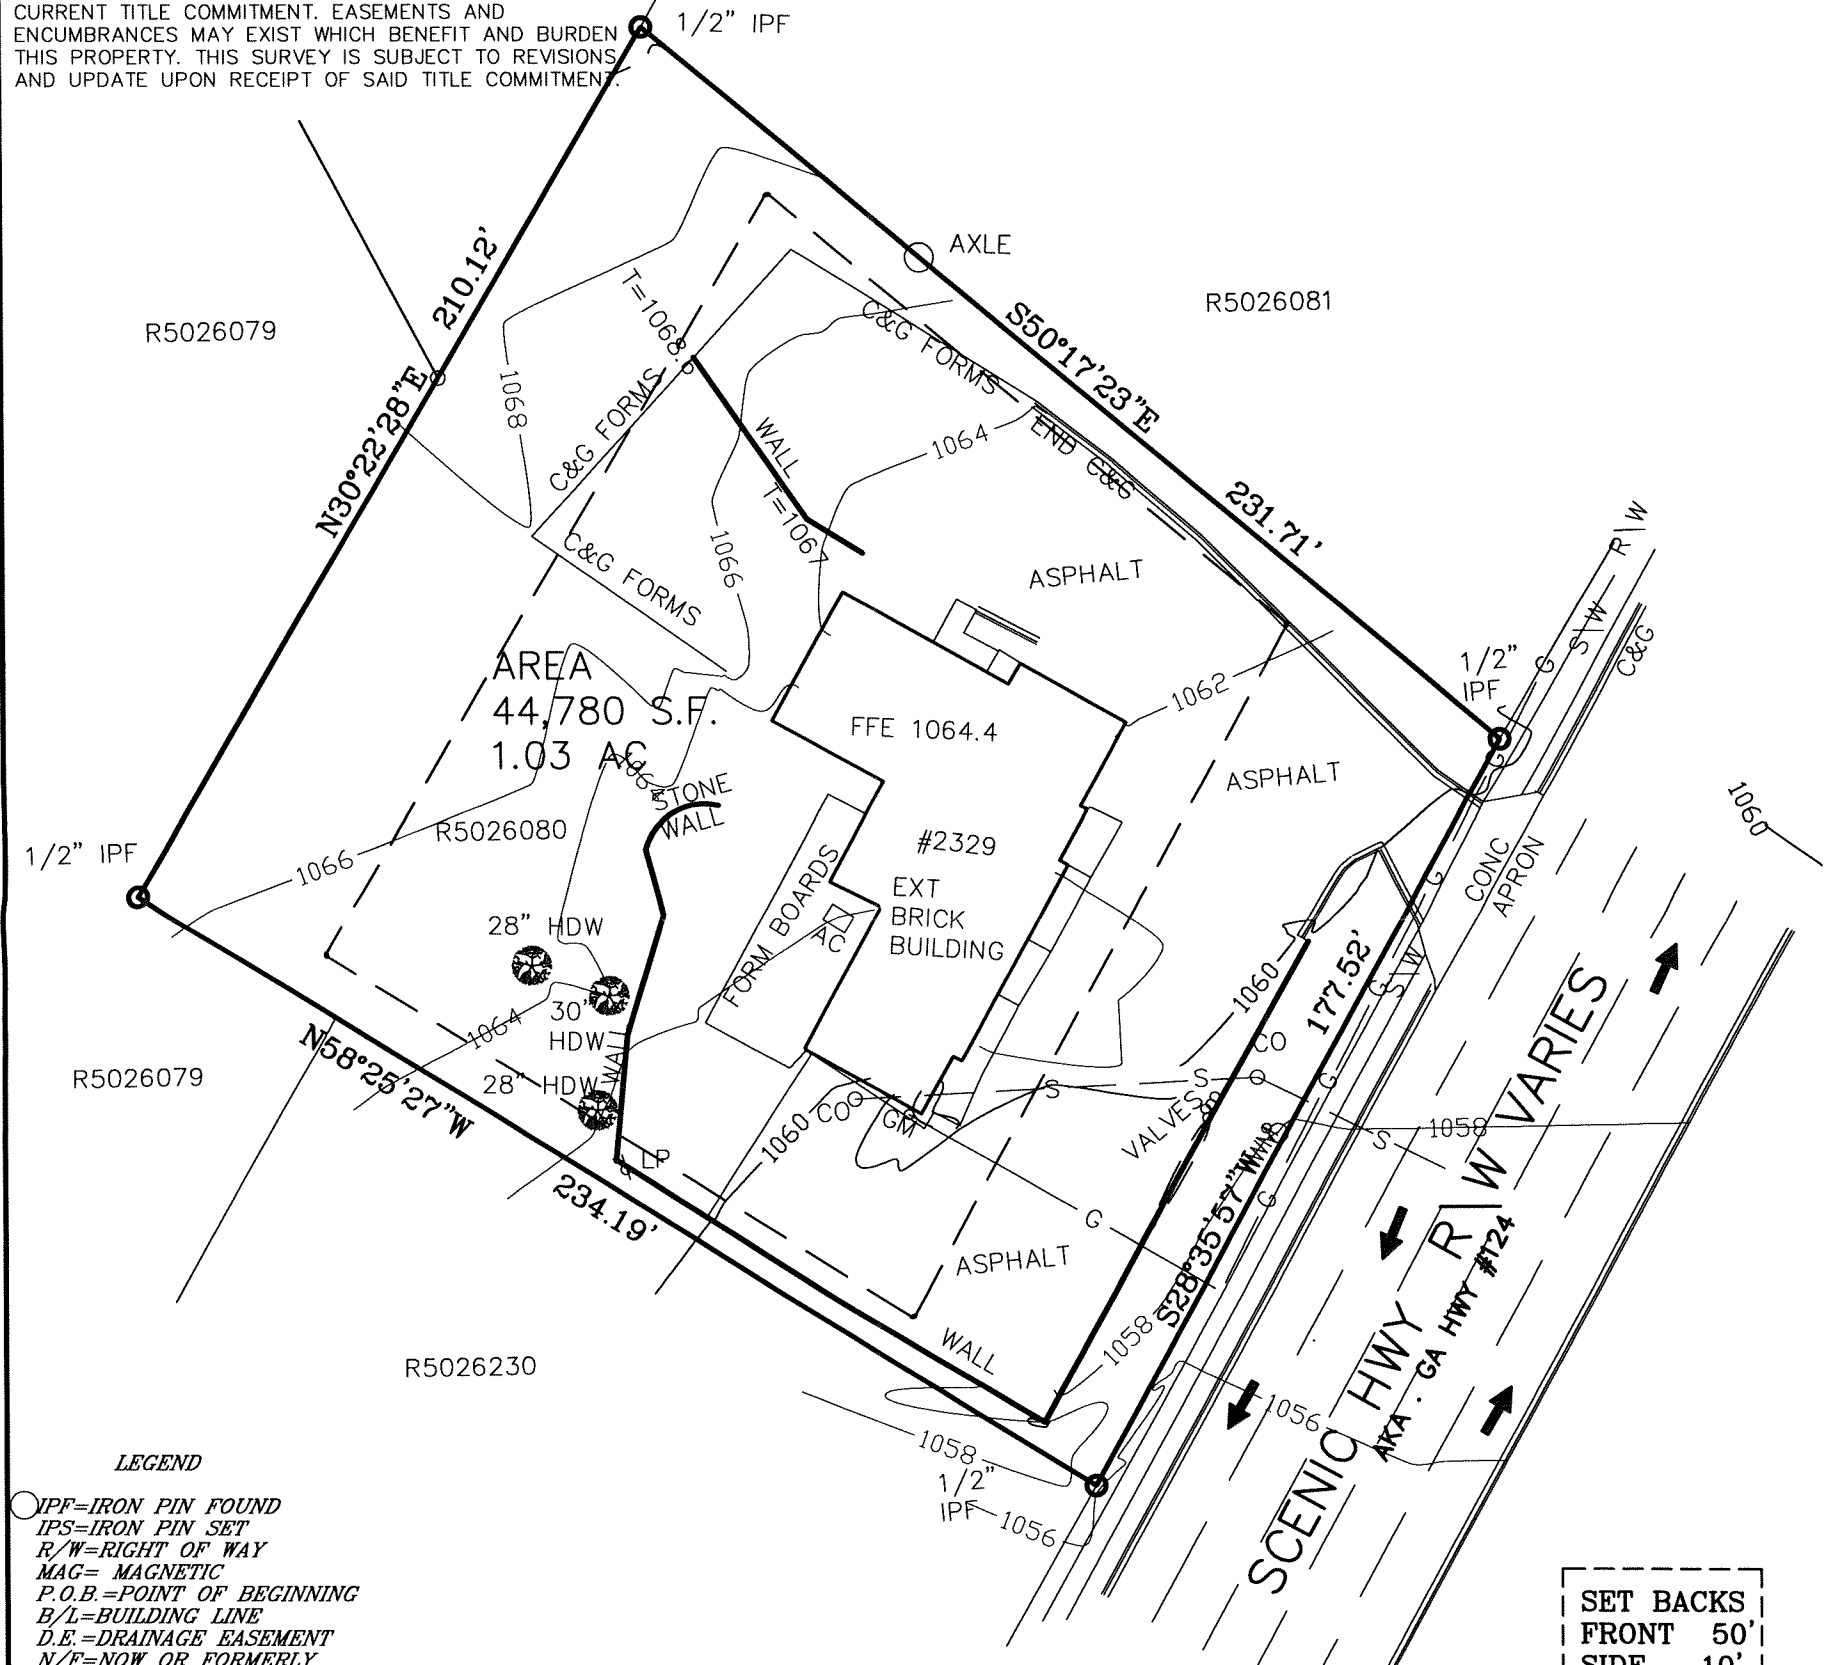 CURRENT TITLE COMMITMENT. EASEMENTS AND
ENCUMBRANCES MAY EXIST WHICH BENEFIT AND BURDEN
THIS PROPERTY. THIS SURVEY IS SUBJECT TO REVISIONS
AND UPDATE UPON RECEIPT OF SAID TITLE COMMITMENT.
1/2" IPF
AXLE
R5026079
R5026081
210.12'
N30°22'28"E
S50°17'23"E
231.71'
T=1068.6
C&G FORMS
C&G FORMS
C&G FORMS
1068
WALL
T=1067
1066
1064
END C&G
ASPHALT
R\W
S\W
C&G
G
1/2"
IPF
1062
AREA
44,780 S.F.
1.03 AC
1064
STONE
WALL
FFE 1064.4
ASPHALT
1060
#2329
EXT
BRICK
BUILDING
R5026080
1/2" IPF
1066
FORM BOARDS
AC
CONC
APRON
G
G
S\W
G
28" HDW
30"
HDW
28" HDW
WALL
1064
1060
177.52'
CO
N58°25'27"W
R5026079
234.19'
LP
1060
CO
GM
S
S
S
VALVES
WM
G
G
G
1058
S28°35'57"W
ASPHALT
WALL
1058
R5026230
1058
1/2"
IPF
1056
1056
SCENIC HWY R\W VARIES
AKA . GA HWY #124
LEGEND
IPF=IRON PIN FOUND
IPS=IRON PIN SET
R/W=RIGHT OF WAY
MAG= MAGNETIC
P.O.B.=POINT OF BEGINNING
B/L=BUILDING LINE
D.E.=DRAINAGE EASEMENT
N/F=NOW OR FORMERLY
SET BACKS
FRONT 50'
SIDE 10'